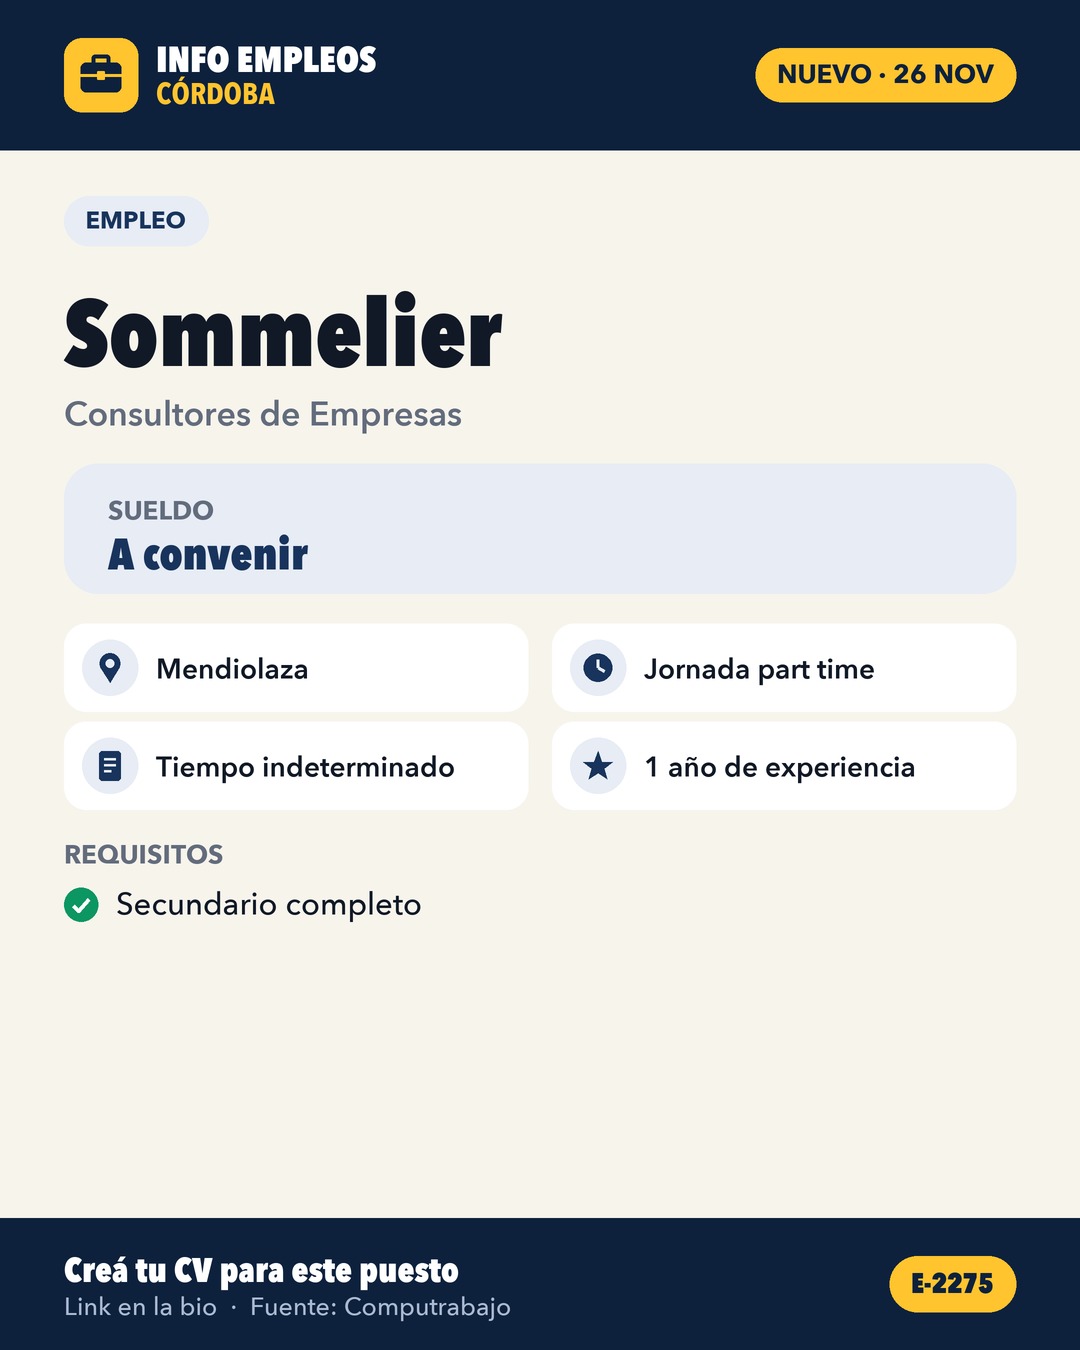 INFO EMPLEOS
CÓRDOBA
NUEVO · 26 NOV
EMPLEO
Sommelier
Consultores de Empresas
SUELDO
A convenir
Mendiolaza
Jornada part time
Tiempo indeterminado
1 año de experiencia
REQUISITOS
Secundario completo
Creá tu CV para este puesto
Link en la bio · Fuente: Computrabajo
E-2275